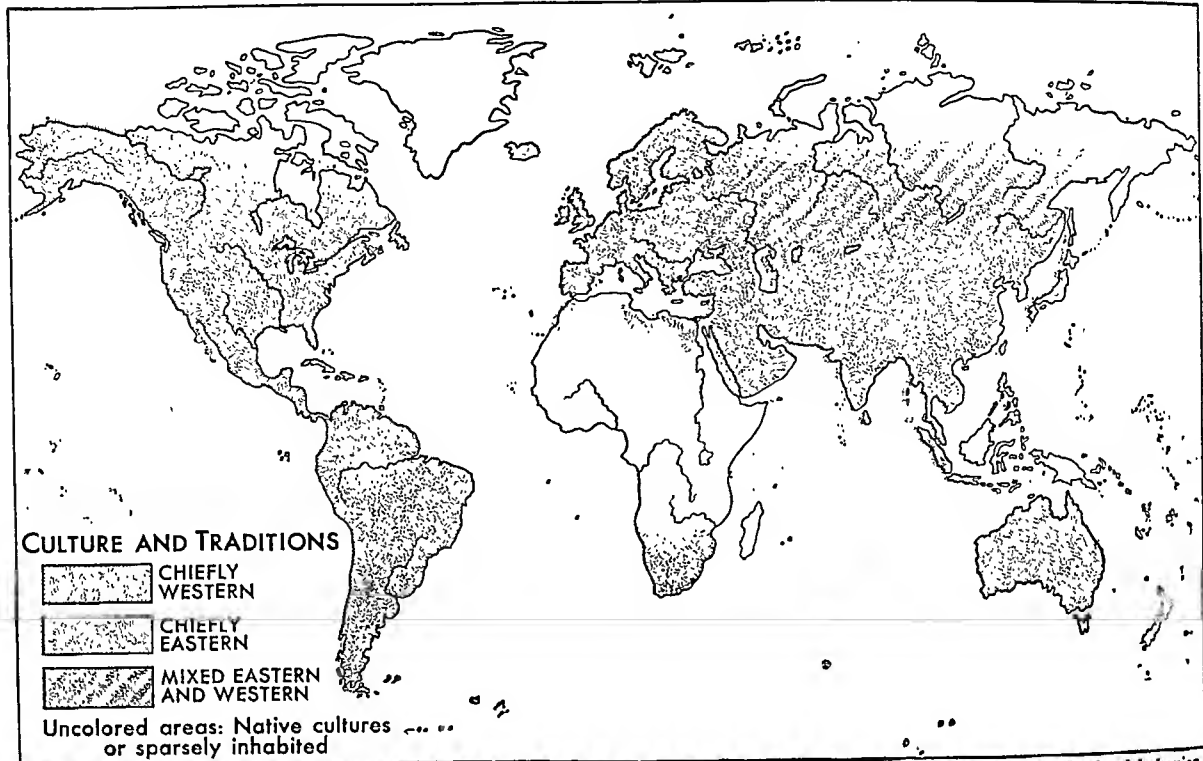 CULTURE AND TRADITIONS
CHIEFLY
WESTERN
CHIEFLY
EASTERN
MIXED EASTERN
AND WESTERN
Uncolored areas: Native cultures
or sparsely inhabited